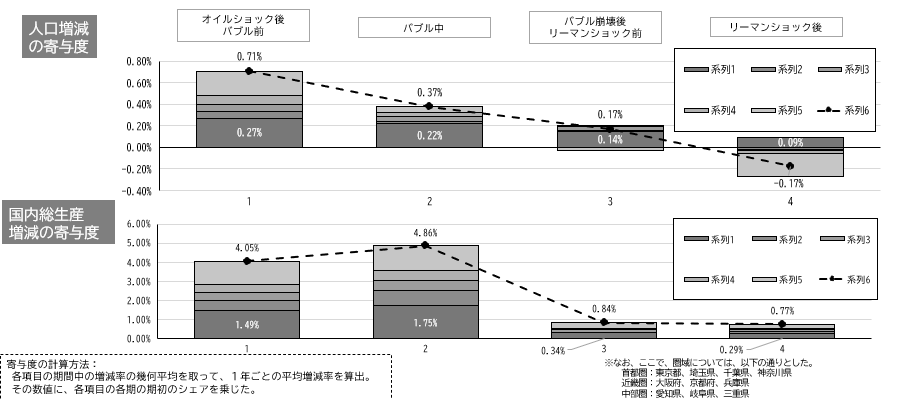 人口増減
の寄与度
オイルショック後
バブル前
バブル中
バブル崩壊後
リーマンショック前
リーマンショック後
0.80%
0.60%
0.40%
0.20%
0.00%
-0.20%
-0.40%
0.71%
0.37%
0.17%
-0.17%
0.27%
0.22%
0.14%
0.09%
1 2 3 4
系列1 系列2 系列3
系列4 系列5 系列6
国内総生産
増減の寄与度
6.00%
5.00%
4.00%
3.00%
2.00%
1.00%
0.00%
4.05%
4.86%
0.84%
0.77%
1.49%
1.75%
0.34%
0.29%
1 2 3 4
系列1 系列2 系列3
系列4 系列5 系列6
寄与度の計算方法：
各項目の期間中の増減率の幾何平均を取って、１年ごとの平均増減率を算出。
その数値に、各項目の各期の期初のシェアを乗じた。
※なお、ここで、圏域については、以下の通りとした。
首都圏：東京都、埼玉県、千葉県、神奈川県
近畿圏：大阪府、京都府、兵庫県
中部圏：愛知県、岐阜県、三重県